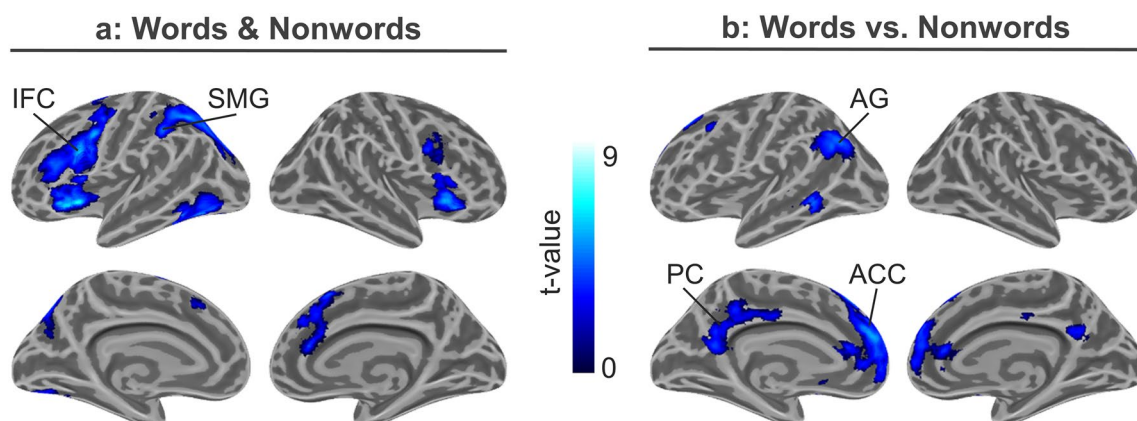 a: Words & Nonwords
b: Words vs. Nonwords
IFC
SMG
AG
9
t-value
0
PC
ACC